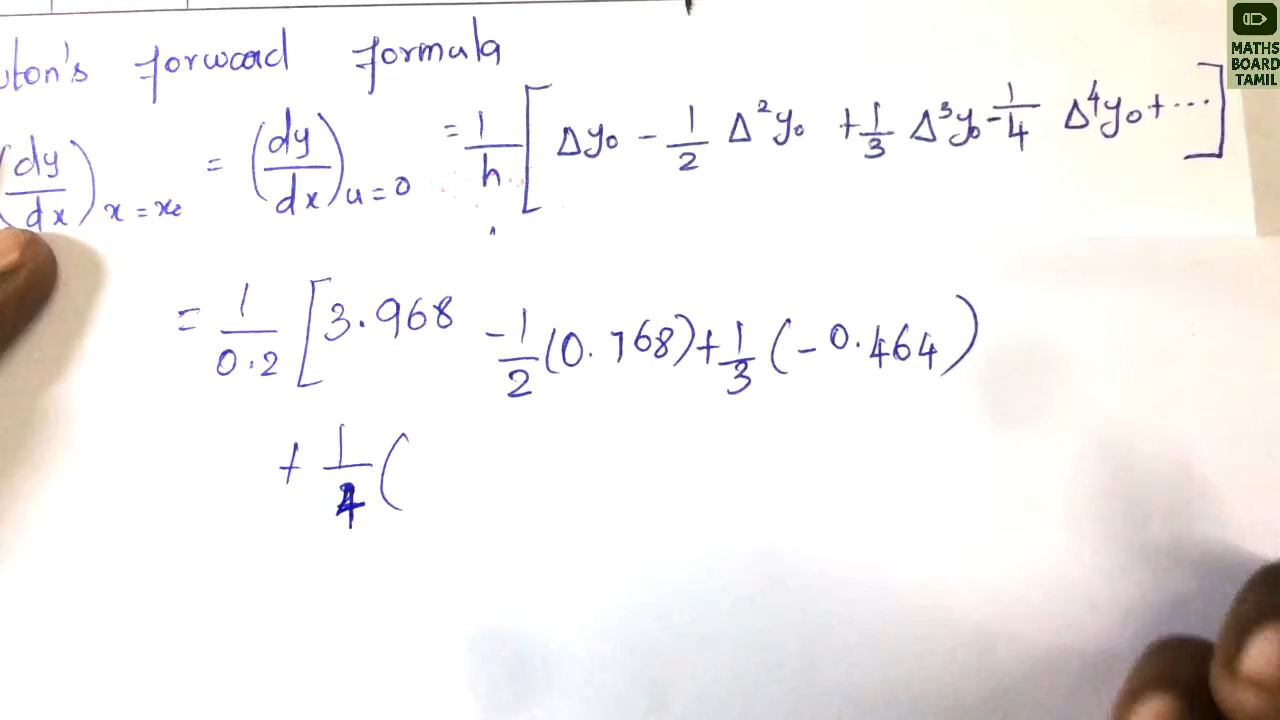 forward formula
(dy/dx) x = x₀ = (dy/dx) u = 0 = 1/h [ Δy₀ - 1/2 Δ²y₀ + 1/3 Δ³y₀ - 1/4 Δ⁴y₀ + ... ]
= 1/0.2 [ 3.968 - 1/2 (0.768) + 1/3 (-0.464)
+ 1/4 (
MATHS
BOARD
TAMIL